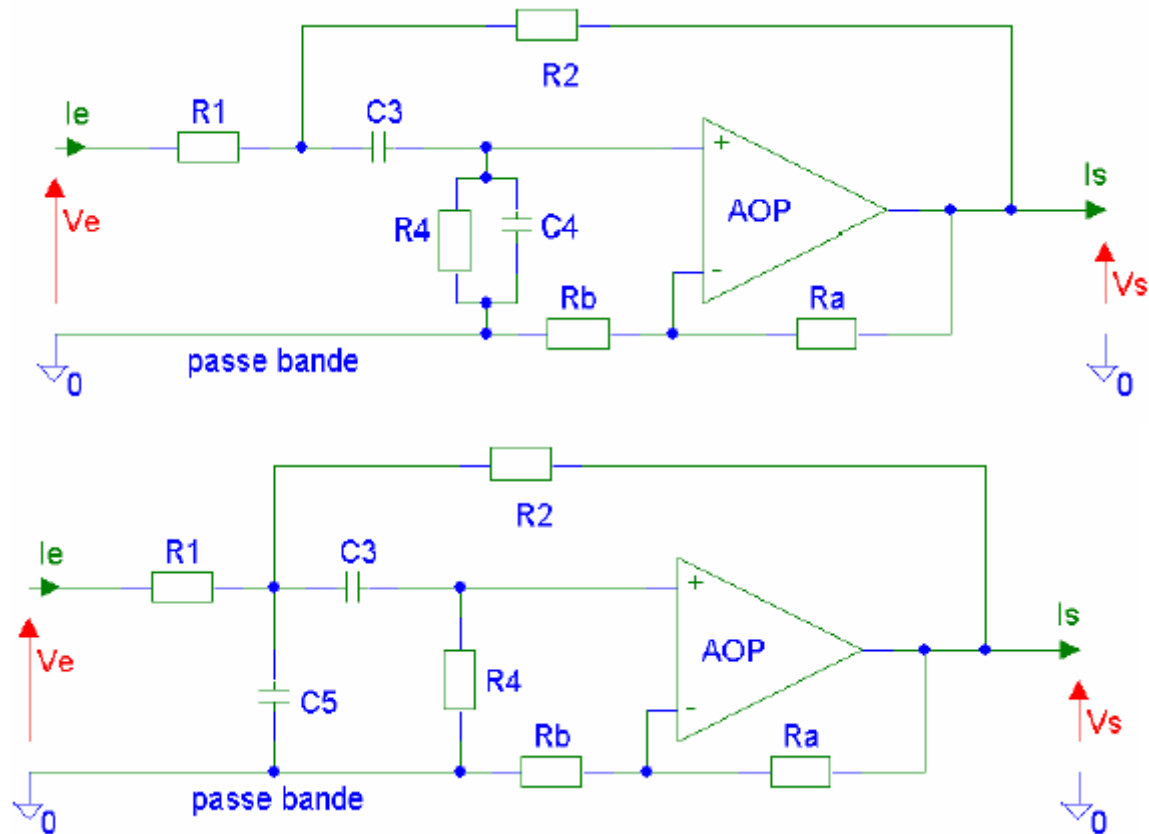 R2
Ie
R1
C3
+
Ve
R4
C4
AOP
Is
-
Rb
Ra
Vs
passe bande
0
0
R2
Ie
R1
C3
+
Ve
C5
R4
AOP
Is
-
Rb
Ra
Vs
passe bande
0
0